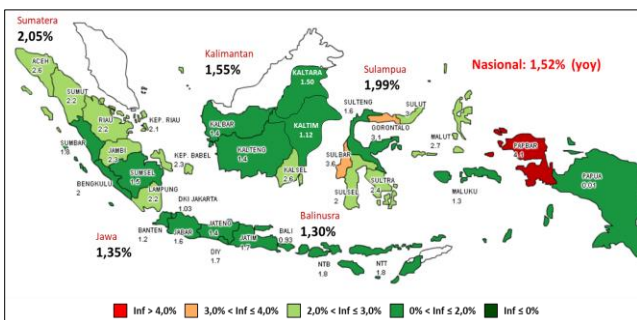 Sumatera
2,05%
Kalimantan
1,55%
Sulampua
1,99%
Nasional: 1,52% (yoy)
Jawa
1,35%
Balinusra
1,30%
ACEH
2.6
SUMUT
2.2
RIAU
2.2
KEP. RIAU
2.1
SUMBAR
JAMBI
2.3
KEP. BABEL
2.3
SUMSEL
1.5
BENGKULU
2
LAMPUNG
2.2
DKI JAKARTA
1.03
BANTEN
1.2
JABAR
1.6
JATENG
1.4
DIY
1.7
JATIM
1.7
BALI
0.93
NTB
1.8
NTT
1.8
KALBAR
1.4
KALTENG
1.4
KALSEL
2.6
KALTIM
1.12
KALTARA
1.50
SULTENG
1.6
SULUT
GORONTALO
3.1
SULBAR
3.6
SULSEL
2
SULTRA
2.4
MALUT
2.7
MALUKU
1.3
PABAR
4.1
PAPUA
0.01
Inf > 4,0%
3,0% < Inf ≤ 4,0%
2,0% < Inf ≤ 3,0%
0% < Inf ≤ 2,0%
Inf ≤ 0%